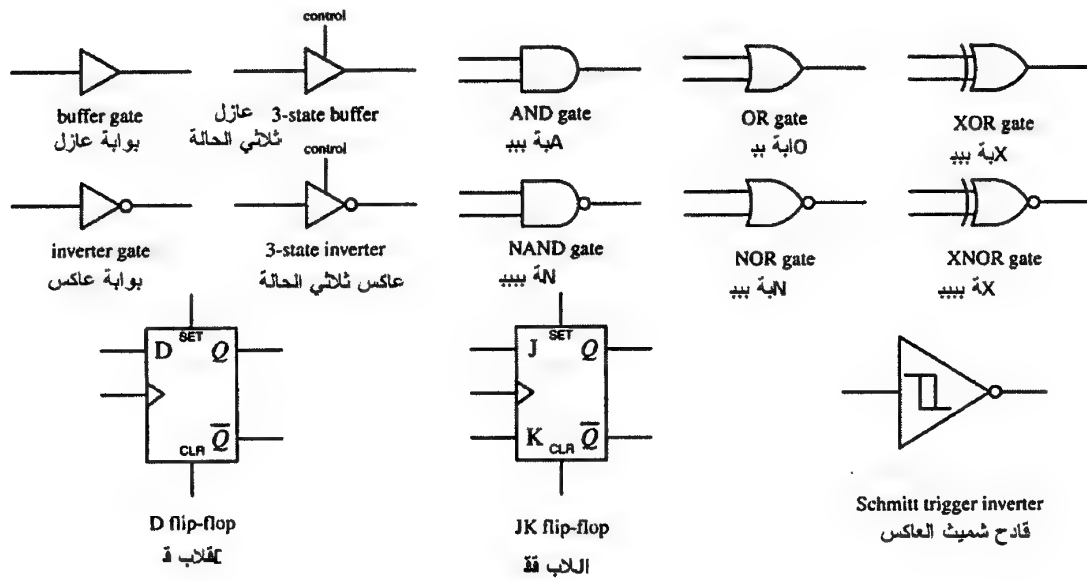 control
control
buffer gate
بوابة عازل
عازل 3-state buffer
ثلاثي الحالة
AND gate
OR gate
XOR gate
inverter gate
بوابة عاكس
3-state inverter
عاكس ثلاثي الحالة
NAND gate
NOR gate
XNOR gate
SET
D Q
Q̅
CLR
D flip-flop
SET
J Q
K Q̅
CLR
JK flip-flop
Schmitt trigger inverter
قادح شميث العاكس